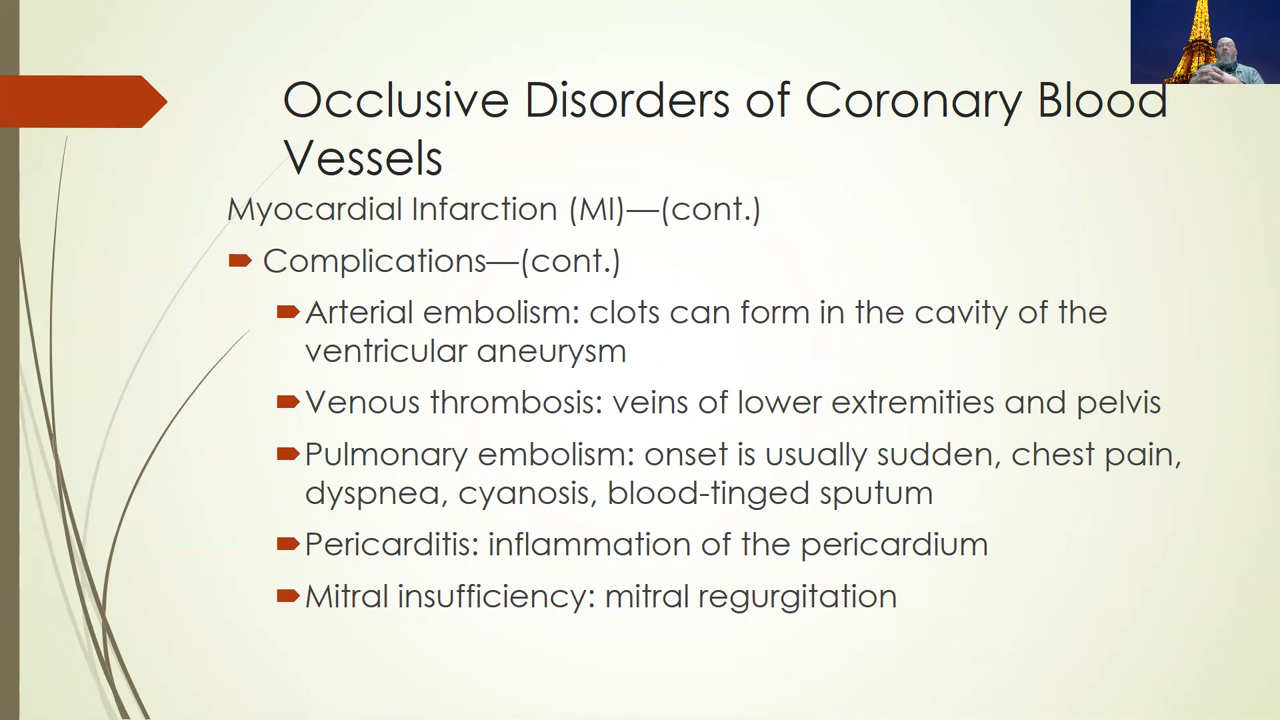 Occlusive Disorders of Coronary Blood
Vessels
Myocardial Infarction (MI)—(cont.)
Complications—(cont.)
Arterial embolism: clots can form in the cavity of the
ventricular aneurysm
Venous thrombosis: veins of lower extremities and pelvis
Pulmonary embolism: onset is usually sudden, chest pain,
dyspnea, cyanosis, blood-tinged sputum
Pericarditis: inflammation of the pericardium
Mitral insufficiency: mitral regurgitation